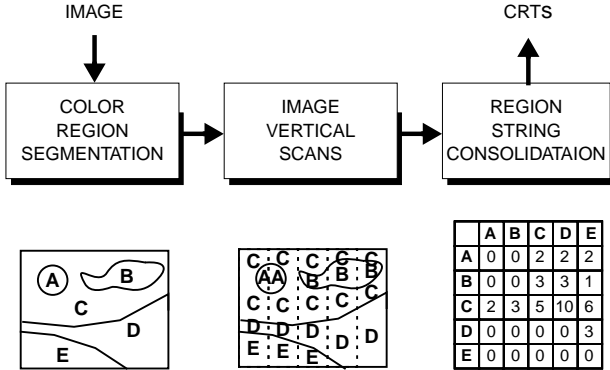 IMAGE
CRTs
COLOR
REGION
SEGMENTATION
IMAGE
VERTICAL
SCANS
REGION
STRING
CONSOLIDATAION
A
B
C
D
E
C C C C C
A A B B B
C C C C C
D D D D D
E E E
A B C D E
A 0 0 2 2 2
B 0 0 3 3 1
C 2 3 5 10 6
D 0 0 0 0 3
E 0 0 0 0 0